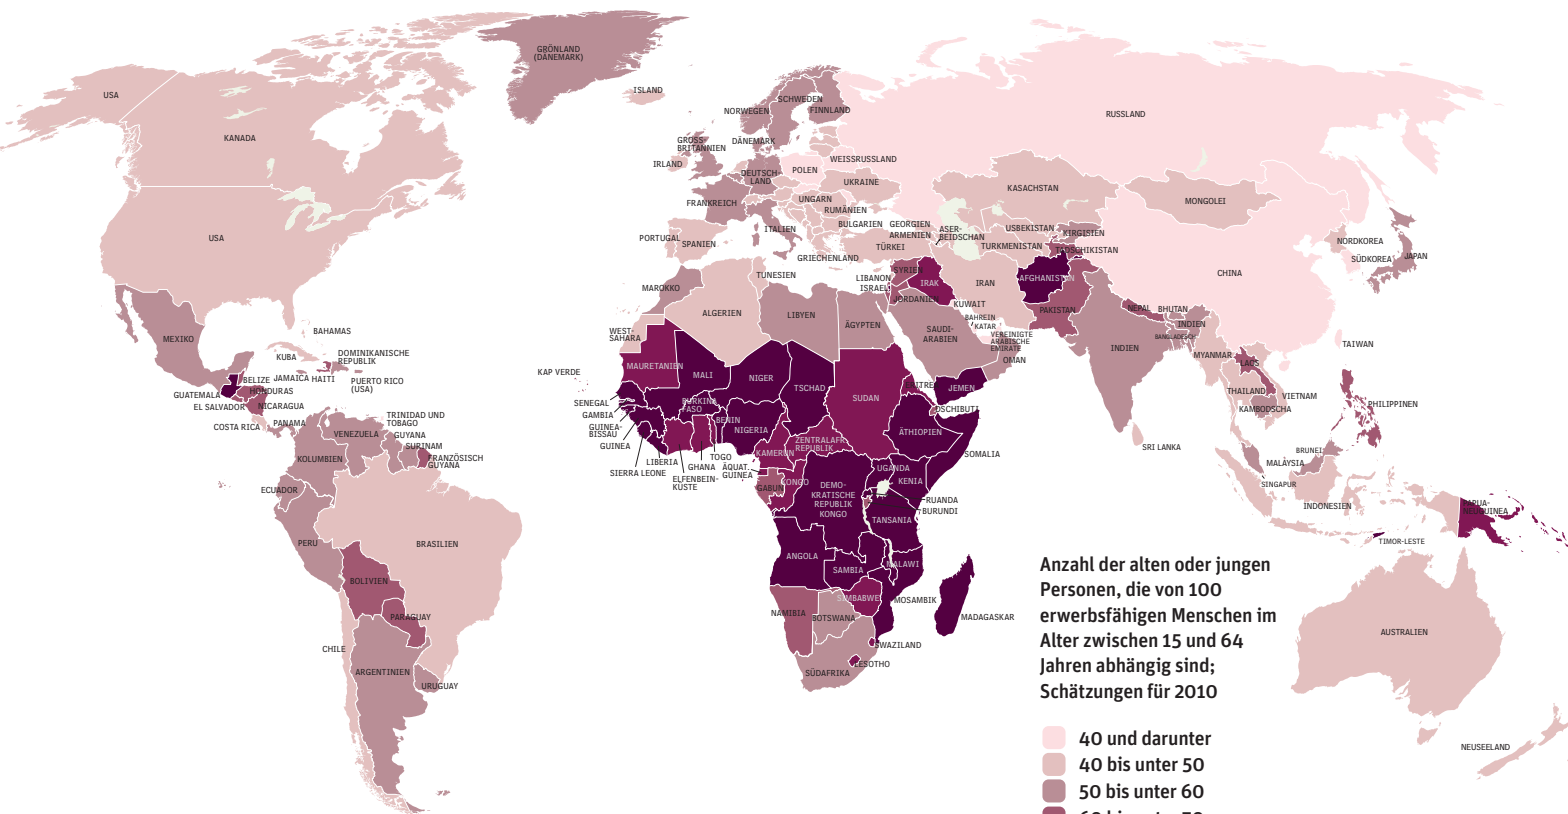 GRÖNLAND
(DÄNEMARK)
USA
KANADA
USA
MEXIKO
BAHAMAS
KUBA
DOMINIKANISCHE
REPUBLIK
JAMAICA
HAITI
PUERTO RICO
(USA)
BELIZE
HONDURAS
GUATEMALA
EL SALVADOR
NICARAGUA
COSTA RICA
PANAMA
TRINIDAD UND
TOBAGO
VENEZUELA
GUYANA
SURINAM
FRANZÖSISCH
GUYANA
KOLUMBIEN
ECUADOR
PERU
BRASILIEN
BOLIVIEN
PARAGUAY
CHILE
ARGENTINIEN
URUGUAY
ISLAND
NORWEGEN
SCHWEDEN
FINNLAND
GROSS-
BRITANNIEN
DÄNEMARK
IRLAND
DEUTSCH-
LAND
POLEN
WEISSRUSSLAND
UKRAINE
FRANKREICH
UNGARN
RUMÄNIEN
BULGARIEN
ITALIEN
PORTUGAL
SPANIEN
GRIECHENLAND
TÜRKEI
GEORGIEN
ARMENIEN
ASER-
BEIDSCHAN
RUSSLAND
KASACHSTAN
MONGOLEI
USBEKISTAN
KIRGISIEN
TURKMENISTAN
TADSCHIKISTAN
CHINA
NORDKOREA
SÜDKOREA
JAPAN
TAIWAN
TUNESIEN
MAROKKO
ALGERIEN
LIBYEN
ÄGYPTEN
WEST-
SAHARA
LIBANON
ISRAEL
SYRIEN
IRAK
JORDANIEN
IRAN
KUWAIT
BAHREIN
KATAR
VEREINIGTE
ARABISCHE
EMIRATE
SAUDI-
ARABIEN
OMAN
JEMEN
AFGHANISTAN
PAKISTAN
NEPAL
BHUTAN
INDIEN
INDIEN
BANGLADESCH
MYANMAR
LAOS
THAILAND
VIETNAM
KAMBODSCHA
PHILIPPINEN
SRI LANKA
BRUNEI
MALAYSIA
SINGAPUR
INDONESIEN
PAPUA-
NEUGUINEA
TIMOR-LESTE
AUSTRALIEN
NEUSEELAND
KAP VERDE
MAURETANIEN
MALI
NIGER
TSCHAD
SUDAN
ERITREA
DSCHIBUTI
SENEGAL
GAMBIA
GUINEA-
BISSAU
GUINEA
SIERRA LEONE
LIBERIA
ELFENBEIN-
KÜSTE
GHANA
TOGO
BURKINA
FASO
BENIN
NIGERIA
ÄQUAT.
GUINEA
KAMERUN
ZENTRALAFR.
REPUBLIK
ÄTHIOPIEN
SOMALIA
UGANDA
KENIA
GABUN
KONGO
DEMO-
KRATISCHE
REPUBLIK
KONGO
RUANDA
BURUNDI
TANSANIA
ANGOLA
SAMBIA
MALAWI
MOSAMBIK
SIMBABWE
MADAGASKAR
NAMIBIA
BOTSWANA
SWAZILAND
LESOTHO
SÜDAFRIKA
Anzahl der alten oder jungen
Personen, die von 100
erwerbsfähigen Menschen im
Alter zwischen 15 und 64
Jahren abhängig sind;
Schätzungen für 2010
40 und darunter
40 bis unter 50
50 bis unter 60